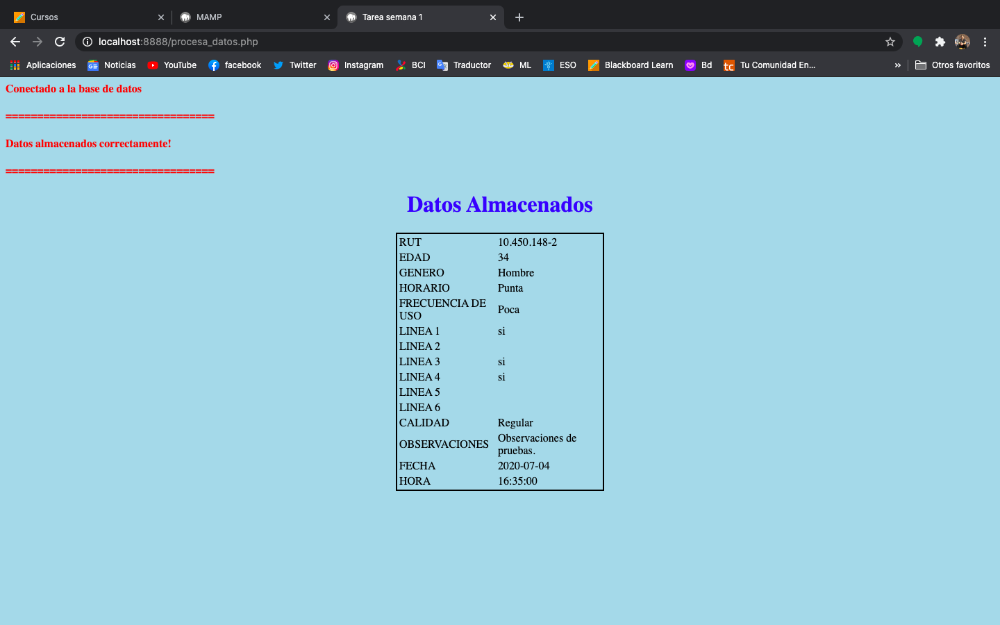 Cursos
MAMP
Tarea semana 1
localhost:8888/procesa_datos.php
Aplicaciones
Noticias
YouTube
facebook
Twitter
Instagram
BCI
Traductor
ML
ESO
Blackboard Learn
Bd
tc
Tu Comunidad En...
»
Otros favoritos
Conectado a la base de datos
=================================
Datos almacenados correctamente!
=================================
Datos Almacenados
RUT 10.450.148-2
EDAD 34
GENERO Hombre
HORARIO Punta
FRECUENCIA DE
USO
Poca
LINEA 1 si
LINEA 2
LINEA 3 si
LINEA 4 si
LINEA 5
LINEA 6
CALIDAD Regular
OBSERVACIONES
Observaciones de
pruebas.
FECHA 2020-07-04
HORA 16:35:00